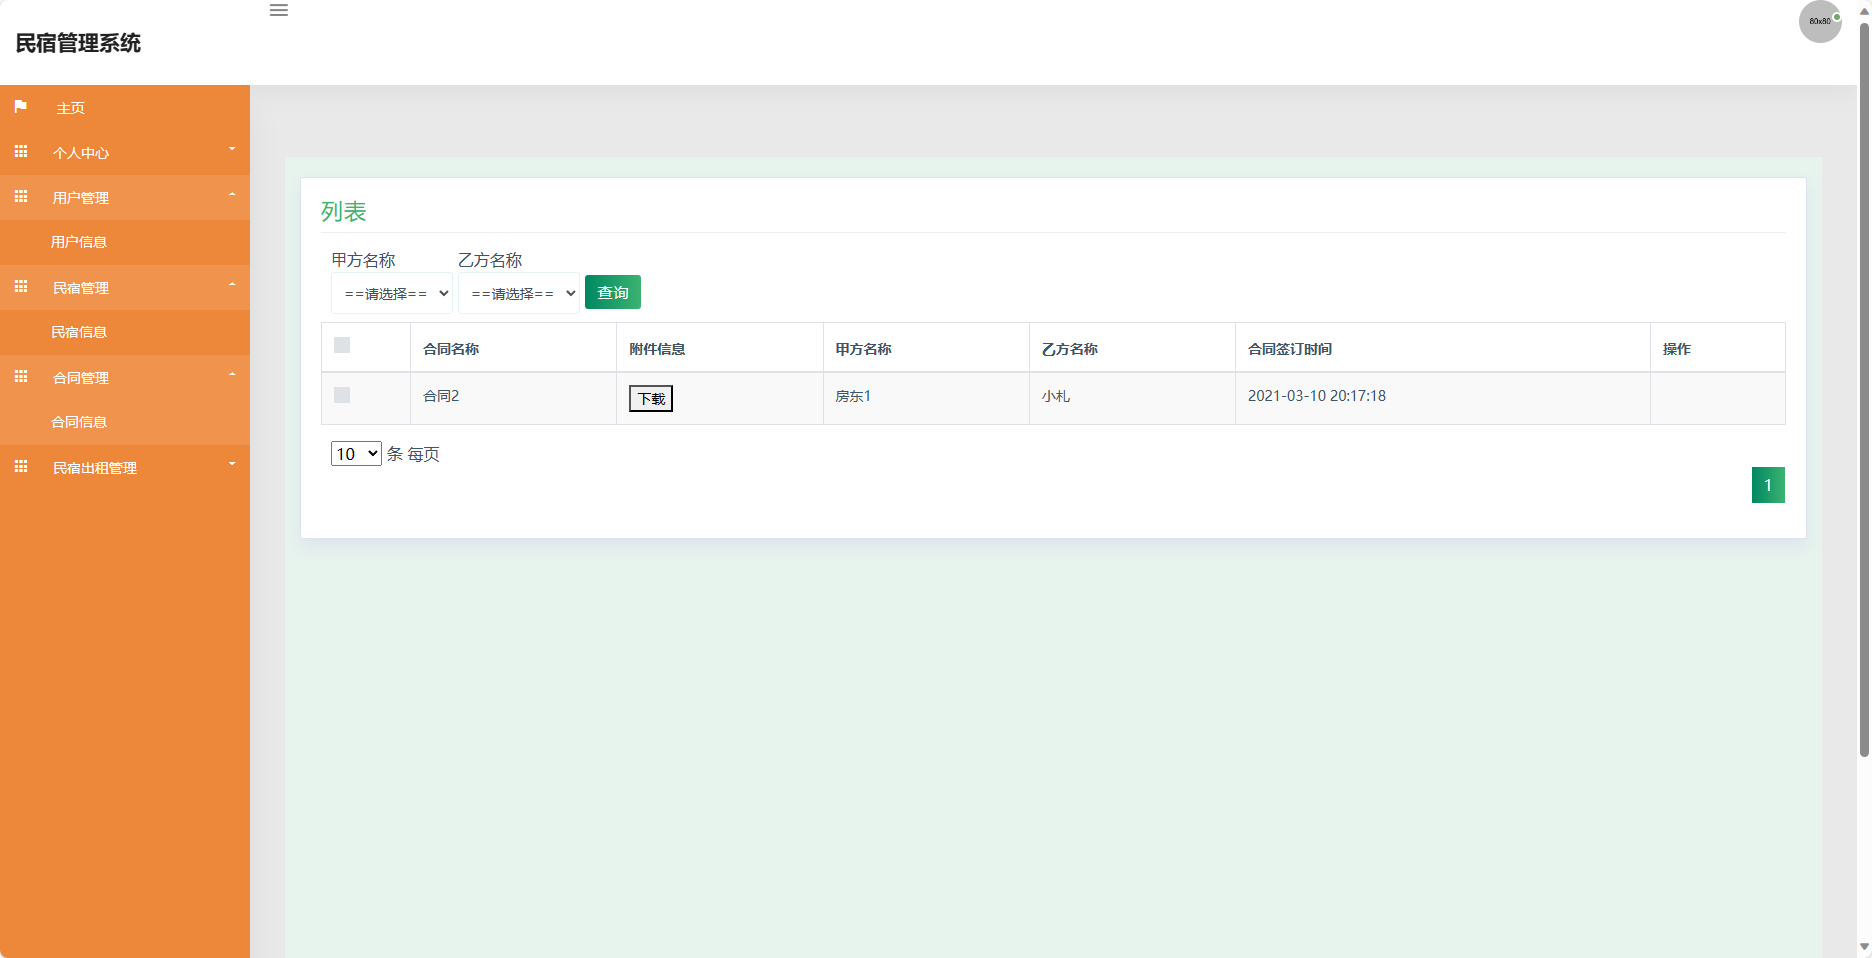 民宿管理系统
80x80
主页
个人中心
用户管理
用户信息
民宿管理
民宿信息
合同管理
合同信息
民宿出租管理
列表
甲方名称 乙方名称
==请选择== ==请选择== 查询
合同名称 附件信息 甲方名称 乙方名称 合同签订时间 操作
合同2 下载 房东1 小札 2021-03-10 20:17:18
10 条 每页
1